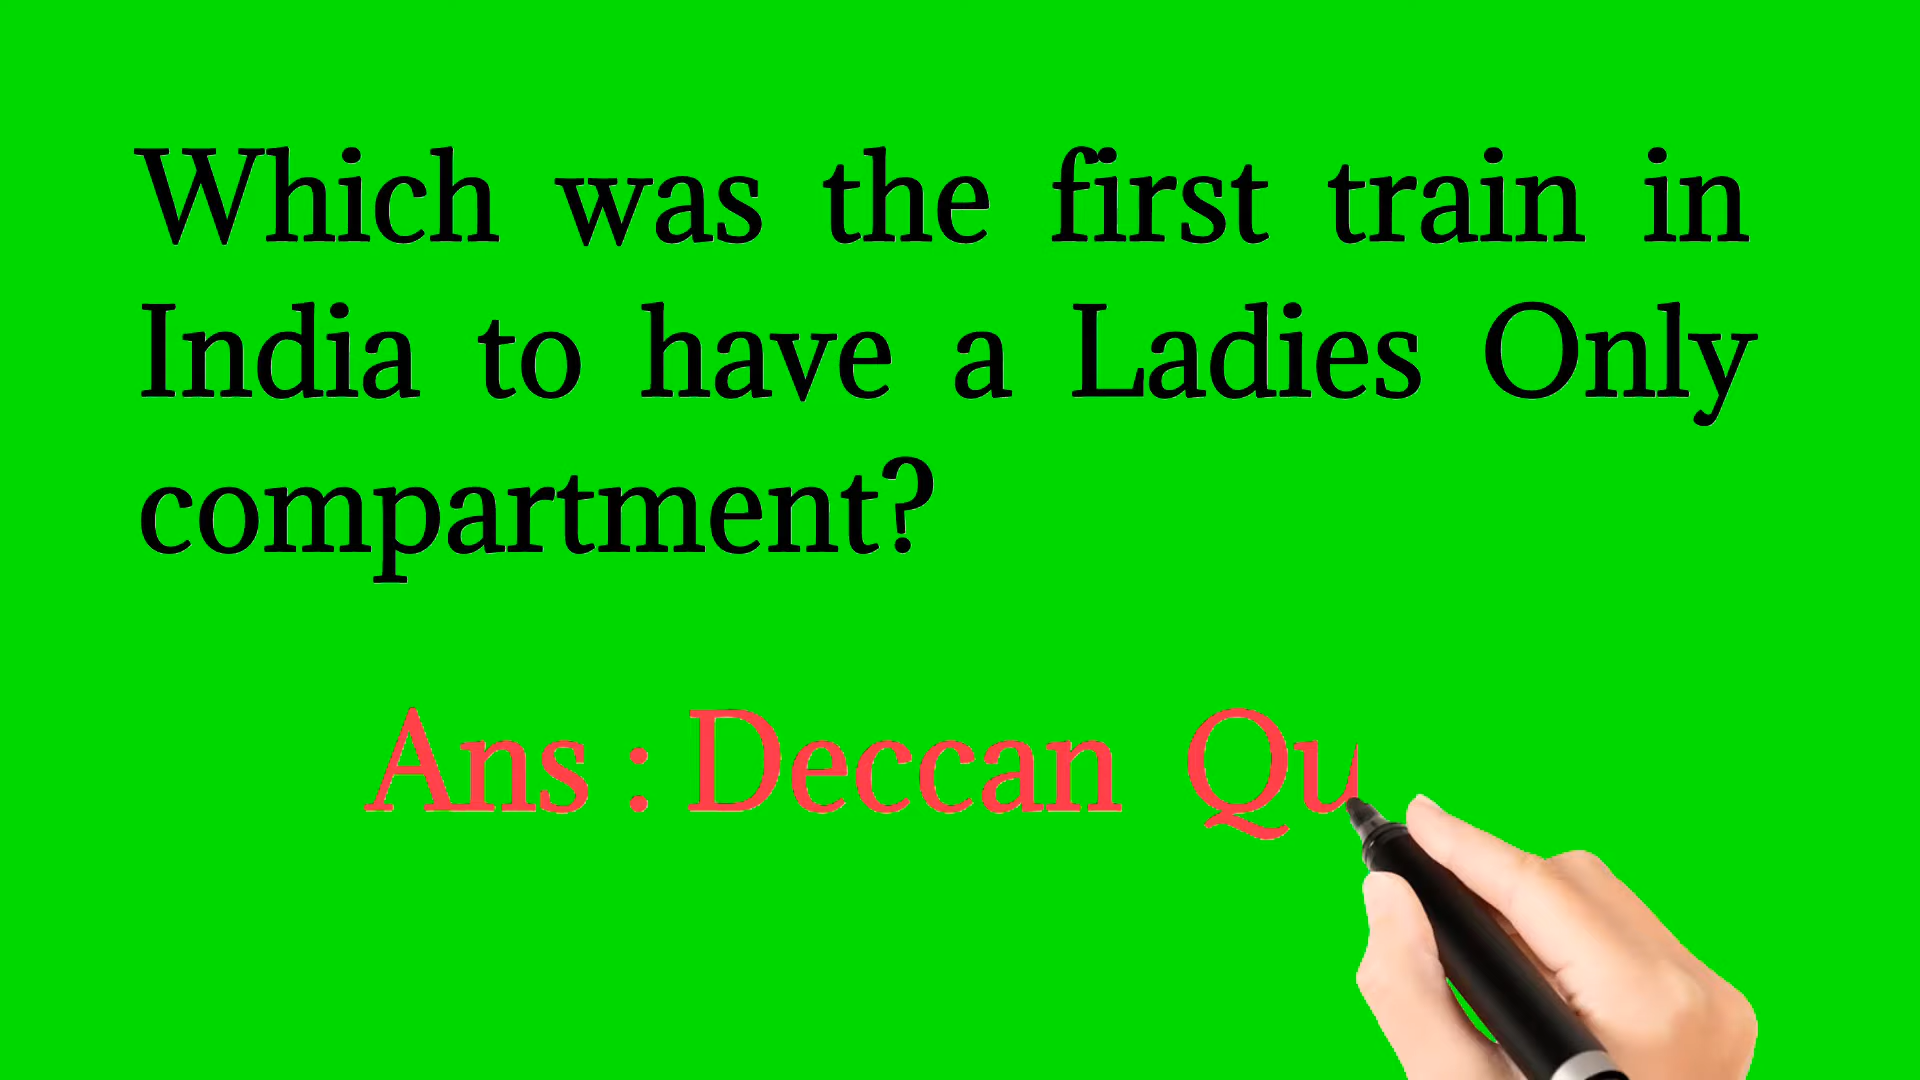 Which was the first train in
India to have a Ladies Only
compartment?
Ans : Deccan Qu